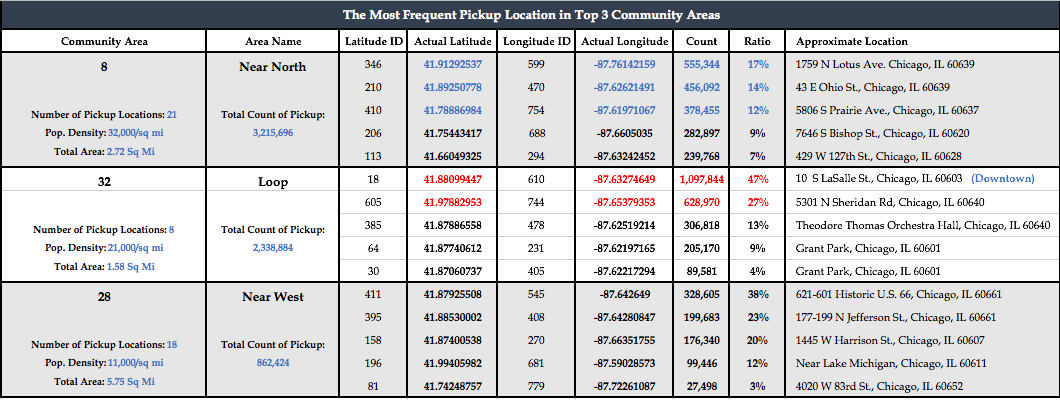 The Most Frequent Pickup Location in Top 3 Community Areas
Community Area Area Name Latitude ID Actual Latitude Longitude ID Actual Longitude Count Ratio Approximate Location
8 Near North 346 41.91292537 599 -87.76142159 555,344 17% 1759 N Lotus Ave. Chicago, IL 60639
210 41.89250778 470 -87.62621491 456,092 14% 43 E Ohio St., Chicago, IL 60639
Number of Pickup Locations: 21 Total Count of Pickup: 410 41.78886984 754 -87.61971067 378,455 12% 5806 S Prairie Ave., Chicago, IL 60637
Pop. Density: 32,000/sq mi 3,215,696 206 41.75443417 688 -87.6605035 282,897 9% 7646 S Bishop St., Chicago, IL 60620
Total Area: 2.72 Sq Mi 113 41.66049325 294 -87.63242452 239,768 7% 429 W 127th St., Chicago, IL 60628
32 Loop 18 41.88099447 610 -87.63274649 1,097,844 47% 10 S LaSalle St., Chicago, IL 60603 (Downtown)
605 41.97882953 744 -87.65379353 628,970 27% 5301 N Sheridan Rd, Chicago, IL 60640
Number of Pickup Locations: 8 Total Count of Pickup: 385 41.87886558 478 -87.62519214 306,818 13% Theodore Thomas Orchestra Hall, Chicago, IL 60640
Pop. Density: 21,000/sq mi 2,338,884 64 41.87740612 231 -87.62197165 205,170 9% Grant Park, Chicago, IL 60601
Total Area: 1.58 Sq Mi 30 41.87060737 405 -87.62217294 89,581 4% Grant Park, Chicago, IL 60601
28 Near West 411 41.87925508 545 -87.642649 328,605 38% 621-601 Historic U.S. 66, Chicago, IL 60661
395 41.88530002 408 -87.64280847 199,683 23% 177-199 N Jefferson St., Chicago, IL 60661
Number of Pickup Locations: 18 Total Count of Pickup: 158 41.87400538 270 -87.66351755 176,340 20% 1445 W Harrison St., Chicago, IL 60607
Pop. Density: 11,000/sq mi 862,424 196 41.99405982 681 -87.59028573 99,446 12% Near Lake Michigan, Chicago, IL 60611
Total Area: 5.75 Sq Mi 81 41.74248757 779 -87.72261087 27,498 3% 4020 W 83rd St., Chicago, IL 60652